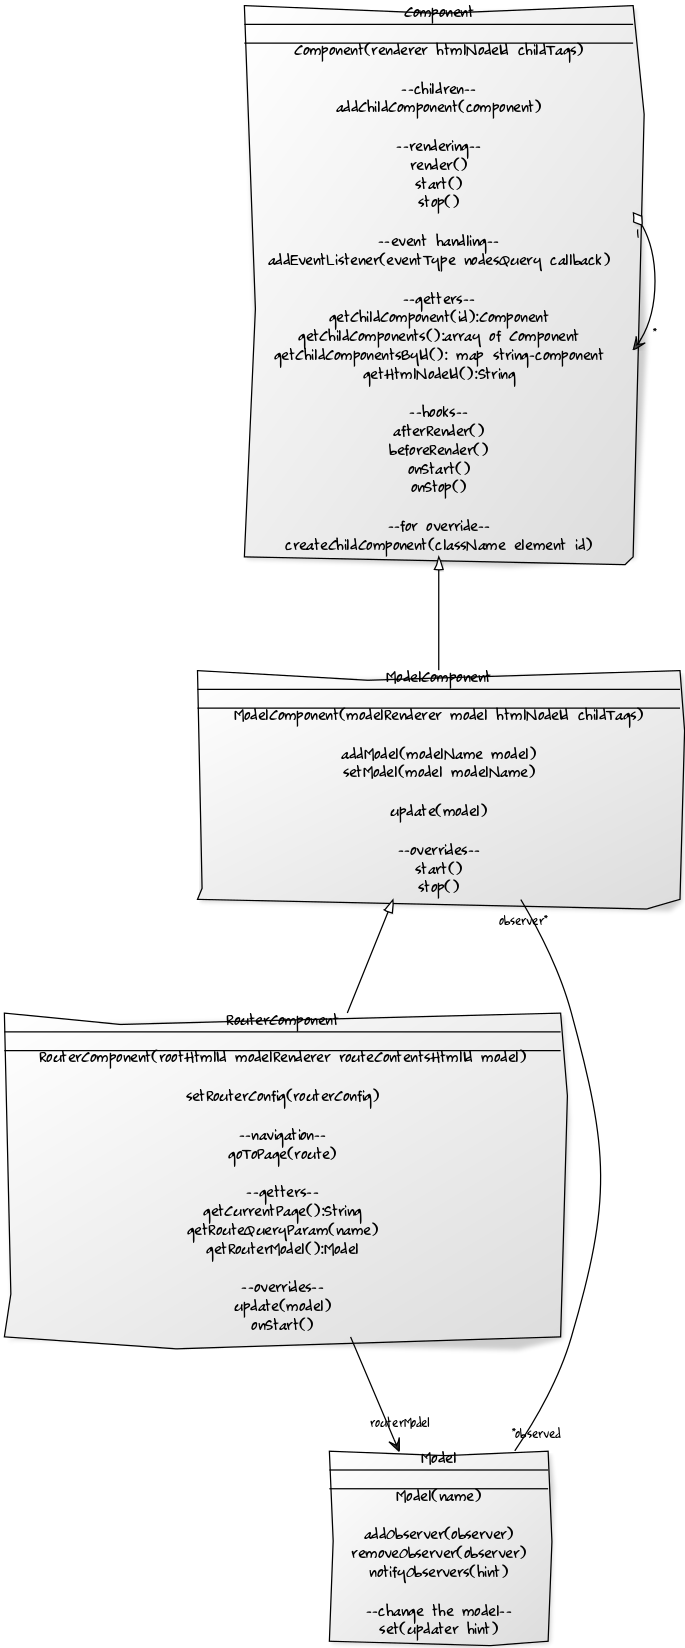 Component
Component(renderer htmlNodeId childTags)
--children--
addChildComponent(component)
--rendering--
render()
start()
stop()
--event handling--
addEventListener(eventType nodesQuery callback)
1
--getters--
getChildComponent(id):Component
getChildComponents():array of Component
*
getChildComponentsById(): map string-component
getHtmlNodeId():String
--hooks--
afterRender()
beforeRender()
onStart()
onStop()
--for override--
createChildComponent(className element id)
ModelComponent
ModelComponent(modelRenderer model htmlNodeId childTags)
addModel(modelName model)
setModel(model modelName)
update(model)
--overrides--
start()
stop()
observer*
RouterComponent
RouterComponent(rootHtmlId modelRenderer routeContentsHtmlId model)
setRouterConfig(routerConfig)
--navigation--
goToPage(route)
--getters--
getCurrentPage():String
getRouteQueryParam(name)
getRouterModel():Model
--overrides--
update(model)
onStart()
routerModel
*observed
Model
Model(name)
addObserver(observer)
removeObserver(observer)
notifyObservers(hint)
--change the model--
set(updater hint)